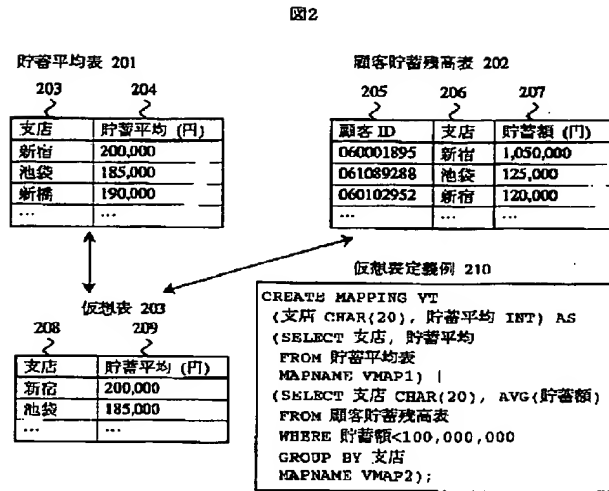 図2
貯蓄平均表 201
203 204
支店 貯蓄平均 (円)
新宿 200,000
池袋 185,000
新橋 190,000
... ...
顧客貯蓄残高表 202
205 206 207
顧客 ID 支店 貯蓄額 (円)
060001895 新宿 1,050,000
061089288 池袋 125,000
060102952 新宿 120,000
... ... ...
仮想表 203
208 209
支店 貯蓄平均 (円)
新宿 200,000
池袋 185,000
... ...
仮想表定義例 210
CREATE MAPPING VT
(支店 CHAR(20), 貯蓄平均 INT) AS
(SELECT 支店, 貯蓄平均
FROM 貯蓄平均表
MAPNAME VMAP1) |
(SELECT 支店 CHAR(20), AVG(貯蓄額)
FROM 顧客貯蓄残高表
WHERE 貯蓄額<100,000,000
GROUP BY 支店
MAPNAME VMAP2);